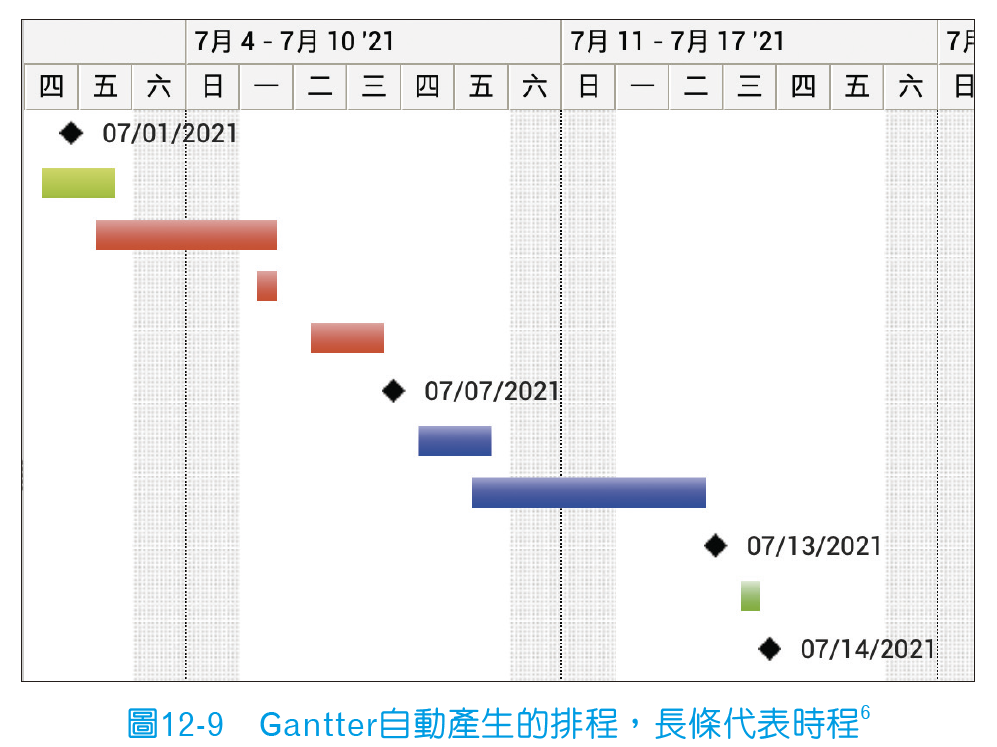 7月 4 - 7月 10 '21 7月 11 - 7月 17 '21 7月
四 五 六 日 一 二 三 四 五 六 日 一 二 三 四 五 六 日
07/01/2021
07/07/2021
07/13/2021
07/14/2021
圖12-9 Gantter自動產生的排程，長條代表時程6